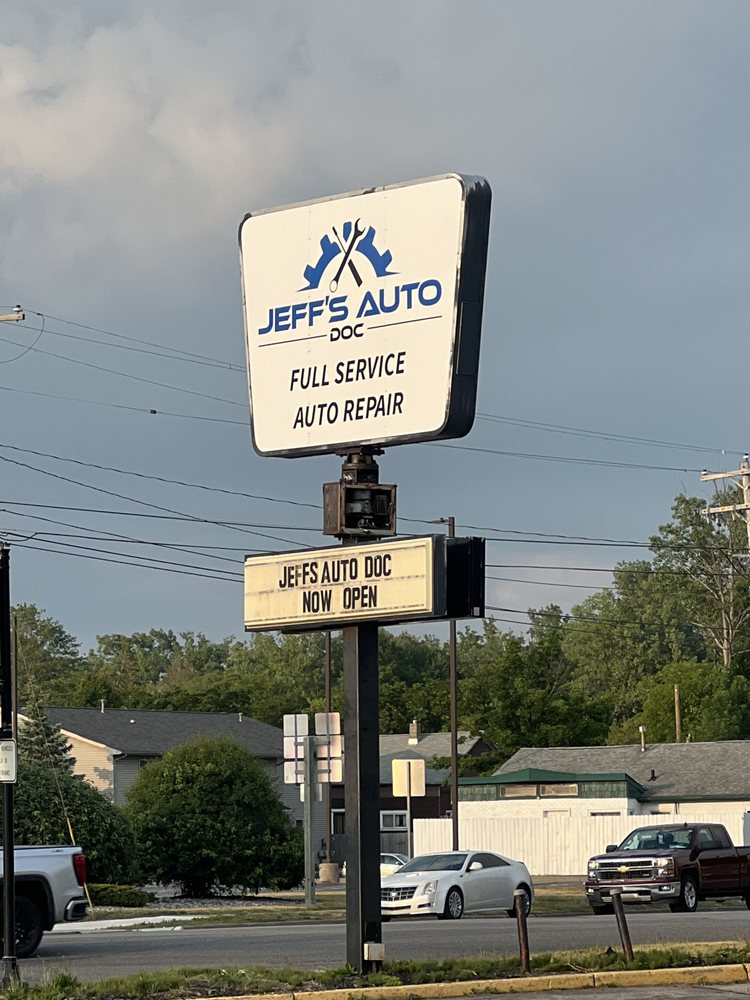 JEFF'S AUTO
DOC
FULL SERVICE
AUTO REPAIR
JEFFS AUTO DOC
NOW OPEN